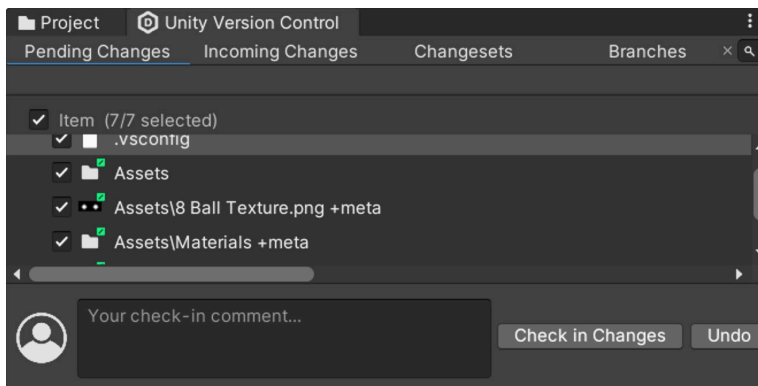 Project Unity Version Control
Pending Changes Incoming Changes Changesets Branches
Item (7/7 selected)
.vsconfig
Assets
Assets\8 Ball Texture.png +meta
Assets\Materials +meta
Your check-in comment...
Check in Changes Undo